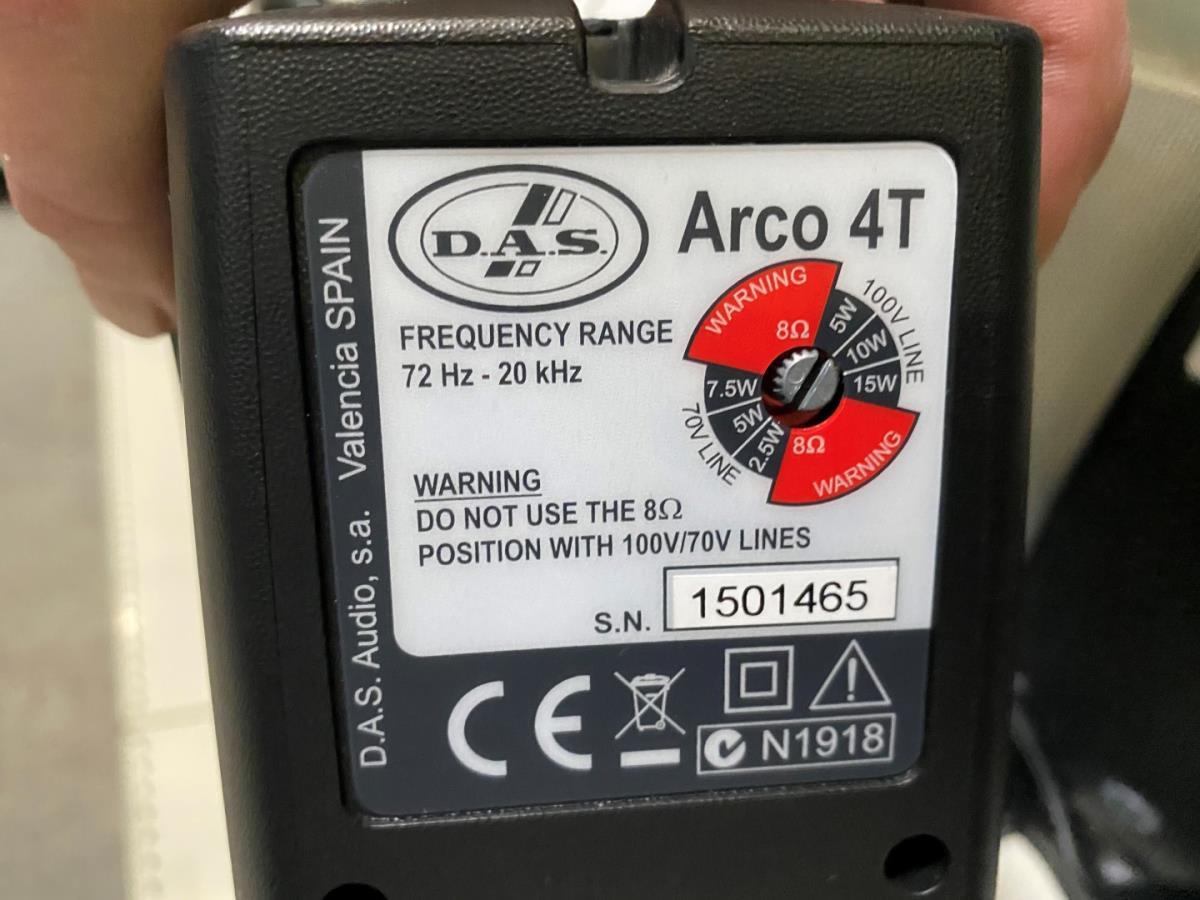 D.A.S. Audio, s.a. Valencia SPAIN
D.A.S.
Arco 4T
FREQUENCY RANGE
72 Hz - 20 kHz
WARNING
8Ω
5W
10W
15W
100V LINE
7.5W
5W
2.5W
70V LINE
8Ω
WARNING
WARNING
DO NOT USE THE 8Ω
POSITION WITH 100V/70V LINES
S.N. 1501465
CE
N1918